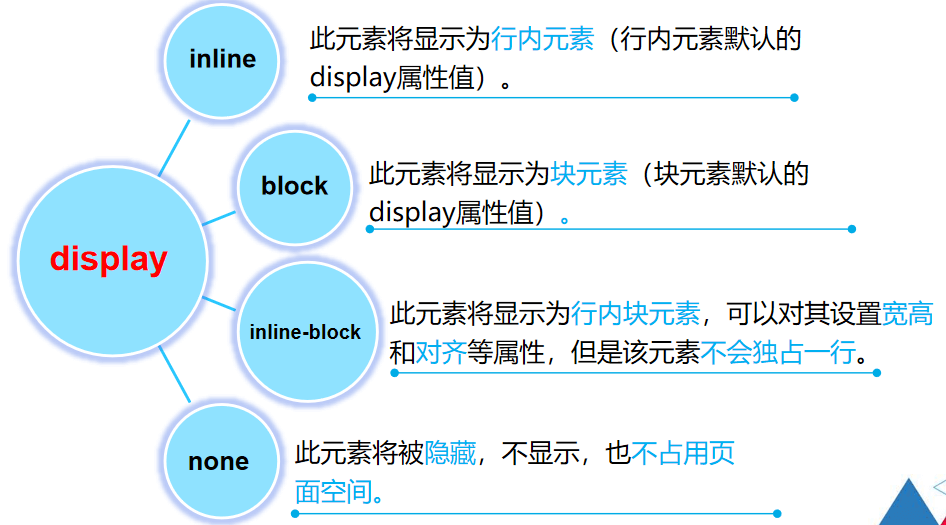 inline
此元素将显示为行内元素（行内元素默认的
display属性值）。
block
此元素将显示为块元素（块元素默认的
display属性值）。
display
inline-block
此元素将显示为行内块元素，可以对其设置宽高
和对齐等属性，但是该元素不会独占一行。
none
此元素将被隐藏，不显示，也不占用页
面空间。